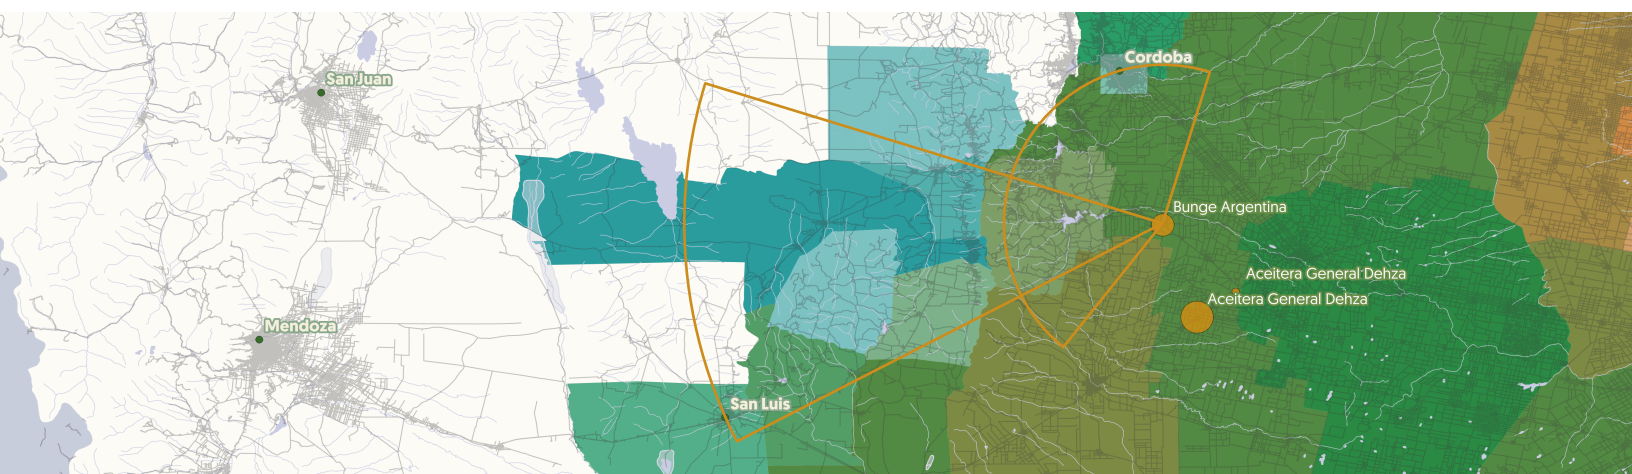 Cordoba
San Juan
Bunge Argentina
Aceitera General Dehza
Aceitera General Dehza
Mendoza
San Luis